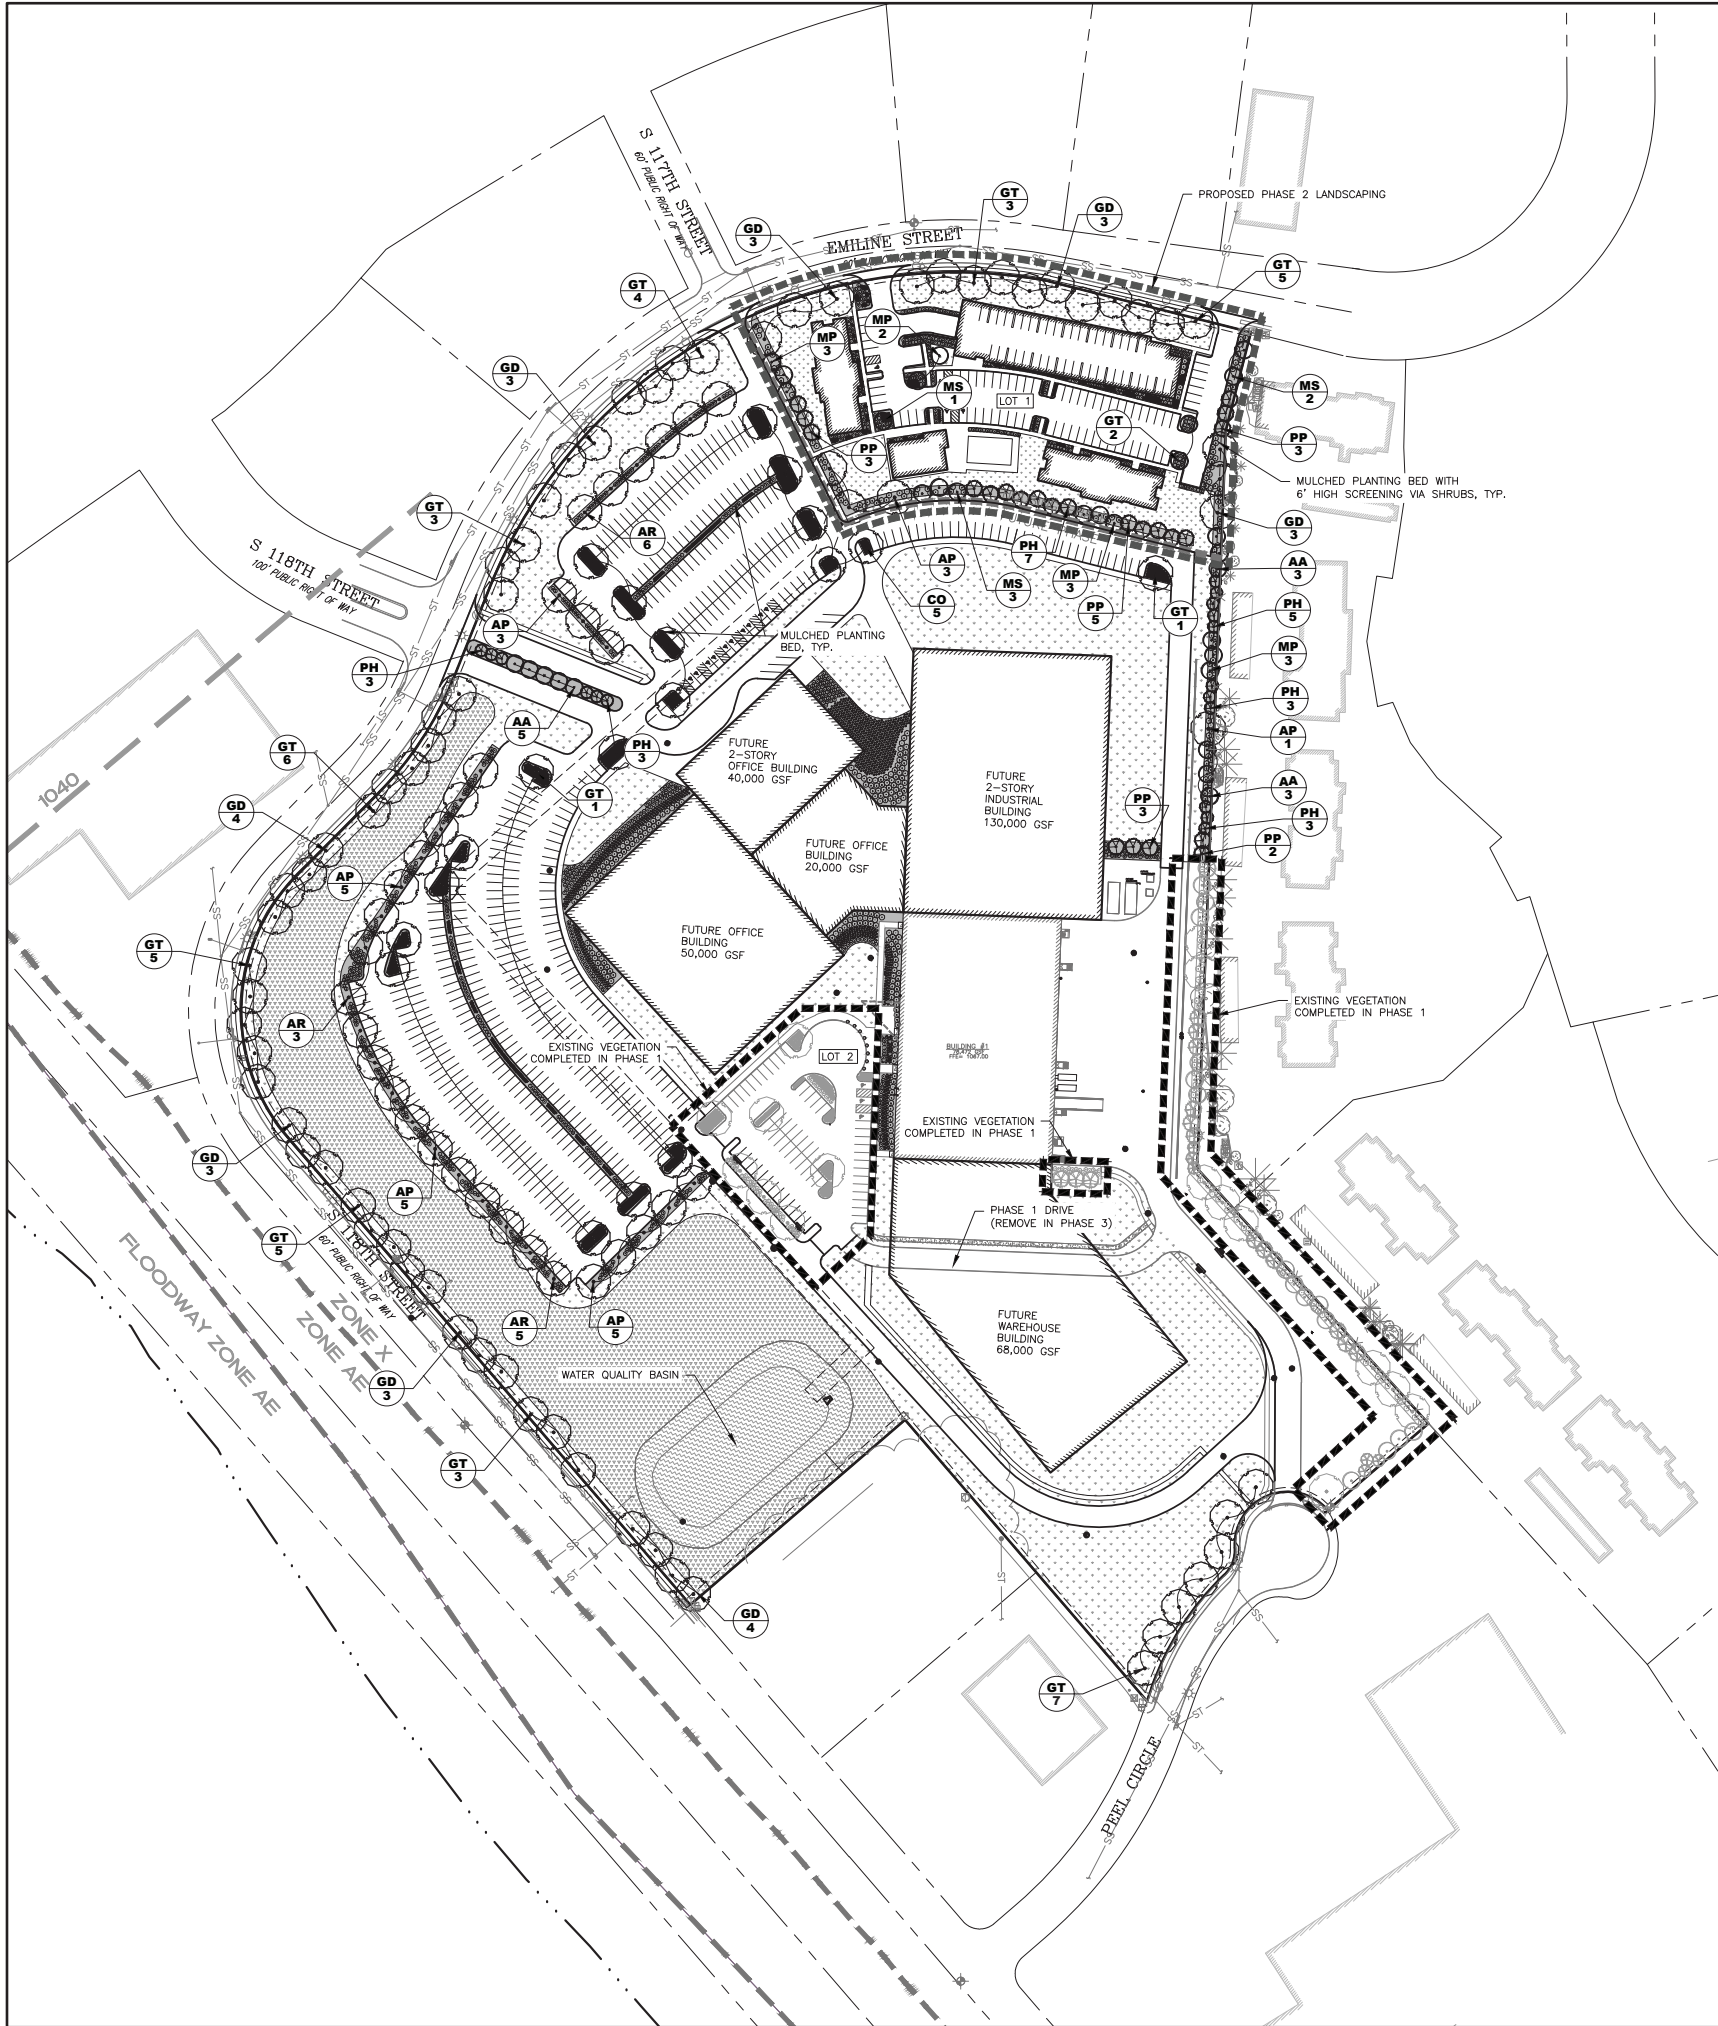 S 117TH STREET
60' PUBLIC RIGHT OF WAY
GT
3
PROPOSED PHASE 2 LANDSCAPING
GD
3
GD
3
EMILINE STREET
GT
5
GT
4
MP
2
MP
3
GD
3
MS
1
LOT 1
MS
2
GT
2
PP
3
PP
3
MULCHED PLANTING BED WITH
6' HIGH SCREENING VIA SHRUBS, TYP.
GT
3
AR
6
GD
3
S 118TH STREET
100' PUBLIC RIGHT OF WAY
PH
7
AP
3
MP
3
MS
3
AA
3
CO
5
PP
5
GT
1
PH
5
AP
3
MULCHED PLANTING
BED, TYP.
MP
3
PH
3
PH
3
AA
5
PH
3
AP
1
GT
6
FUTURE
2-STORY
OFFICE BUILDING
40,000 GSF
FUTURE
2-STORY
INDUSTRIAL
BUILDING
130,000 GSF
1040
GT
1
AA
3
GD
4
PP
3
PH
3
PP
2
FUTURE OFFICE
BUILDING
20,000 GSF
AP
5
GT
5
FUTURE OFFICE
BUILDING
50,000 GSF
AR
3
EXISTING VEGETATION
COMPLETED IN PHASE 1
EXISTING VEGETATION
COMPLETED IN PHASE 1
LOT 2
BUILDING #1
EXISTING VEGETATION
COMPLETED IN PHASE 1
GD
3
AP
5
PHASE 1 DRIVE
(REMOVE IN PHASE 3)
GT
5
S 118TH STREET
60' PUBLIC RIGHT OF WAY
FLOODWAY ZONE AE
ZONE X
ZONE AE
AR
5
AP
5
FUTURE
WAREHOUSE
BUILDING
68,000 GSF
WATER QUALITY BASIN
GD
3
GT
3
GD
4
GT
7
PEEL CIRCLE